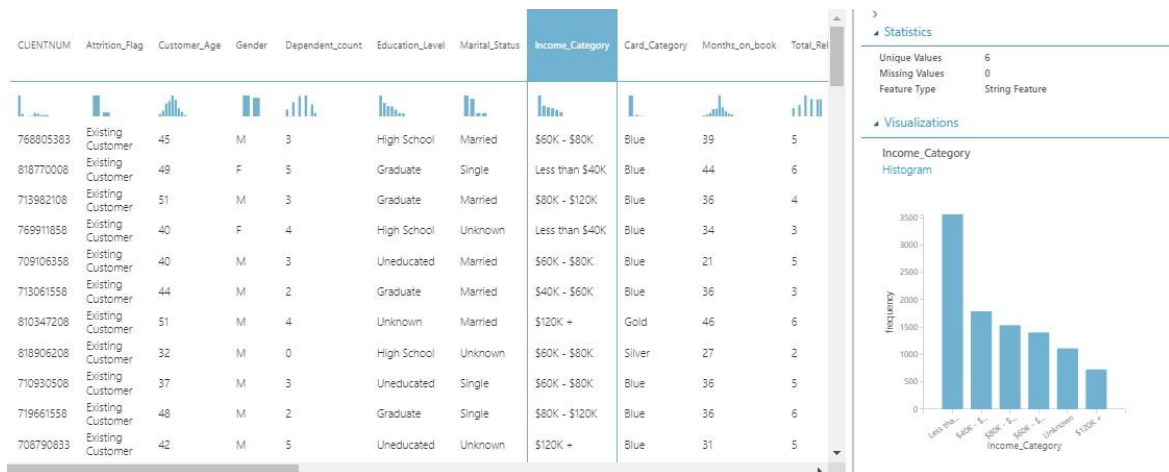 CLIENTNUM Attrition_Flag Customer_Age Gender Dependent_count Education_Level Marital_Status Income_Category Card_Category Months_on_book Total_Rel
768805383 Existing Customer 45 M 3 High School Married $60K - $80K Blue 39 5
818770008 Existing Customer 49 F 5 Graduate Single Less than $40K Blue 44 6
713982108 Existing Customer 51 M 3 Graduate Married $80K - $120K Blue 36 4
769911858 Existing Customer 40 F 4 High School Unknown Less than $40K Blue 34 3
709106358 Existing Customer 40 M 3 Uneducated Married $60K - $80K Blue 21 5
713061558 Existing Customer 44 M 2 Graduate Married $40K - $60K Blue 36 3
810347208 Existing Customer 51 M 4 Unknown Married $120K + Gold 46 6
818906208 Existing Customer 32 M 0 High School Unknown $60K - $80K Silver 27 2
710930508 Existing Customer 37 M 3 Uneducated Single $60K - $80K Blue 36 5
719661558 Existing Customer 48 M 2 Graduate Single $80K - $120K Blue 36 6
708790833 Existing Customer 42 M 5 Uneducated Unknown $120K + Blue 31 5
Statistics
Unique Values 6
Missing Values 0
Feature Type String Feature
Visualizations
Income_Category
Histogram
3500
3000
2500
2000
1500
1000
500
0
frequency
Less tha... $40K - $... $80K - $... $60K - $... Unknown $120K +
Income_Category